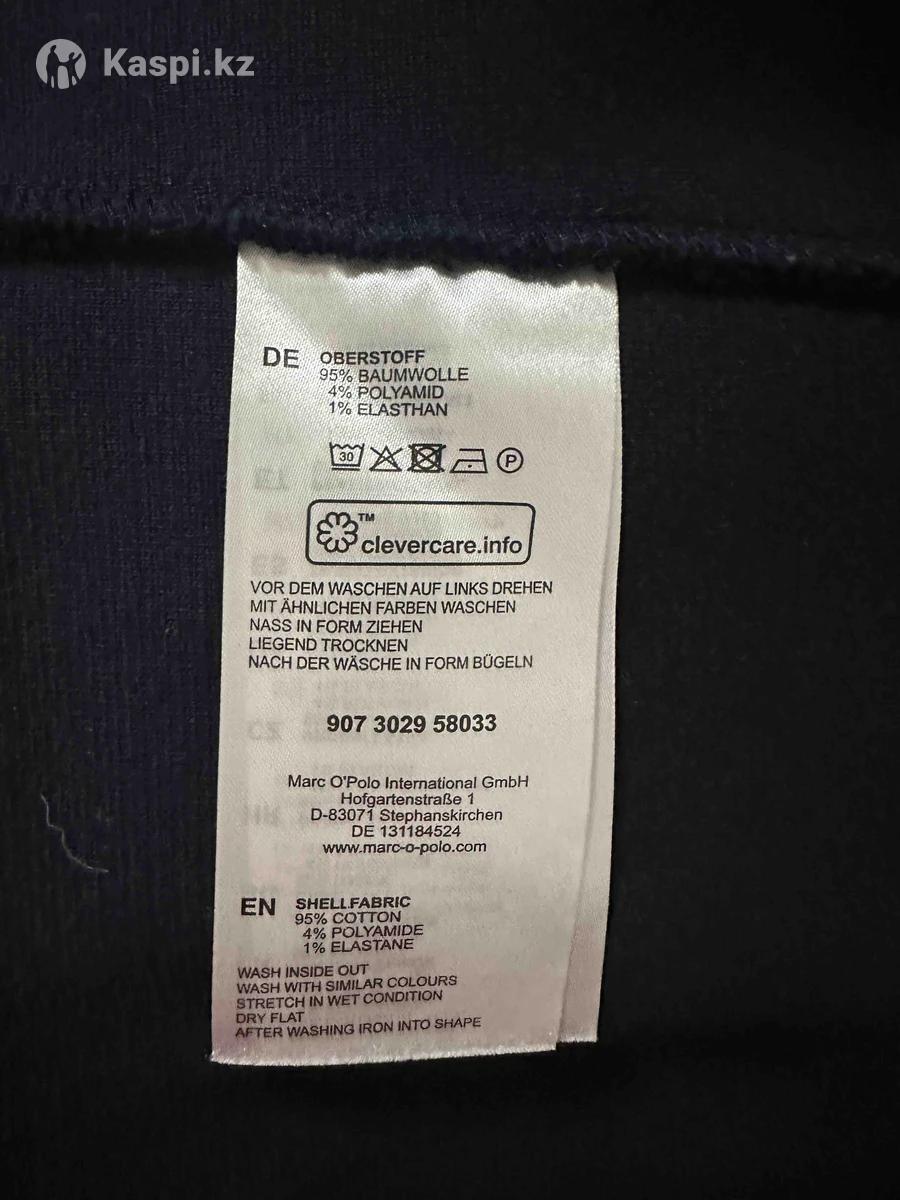 Kaspi.kz
DE OBERSTOFF
95% BAUMWOLLE
4% POLYAMID
1% ELASTHAN
30 P
TM
clevercare.info
VOR DEM WASCHEN AUF LINKS DREHEN
MIT ÄHNLICHEN FARBEN WASCHEN
NASS IN FORM ZIEHEN
LIEGEND TROCKNEN
NACH DER WÄSCHE IN FORM BÜGELN
907 3029 58033
Marc O'Polo International GmbH
Hofgartenstraße 1
D-83071 Stephanskirchen
DE 131184524
www.marc-o-polo.com
EN SHELLFABRIC
95% COTTON
4% POLYAMIDE
1% ELASTANE
WASH INSIDE OUT
WASH WITH SIMILAR COLOURS
STRETCH IN WET CONDITION
DRY FLAT
AFTER WASHING IRON INTO SHAPE